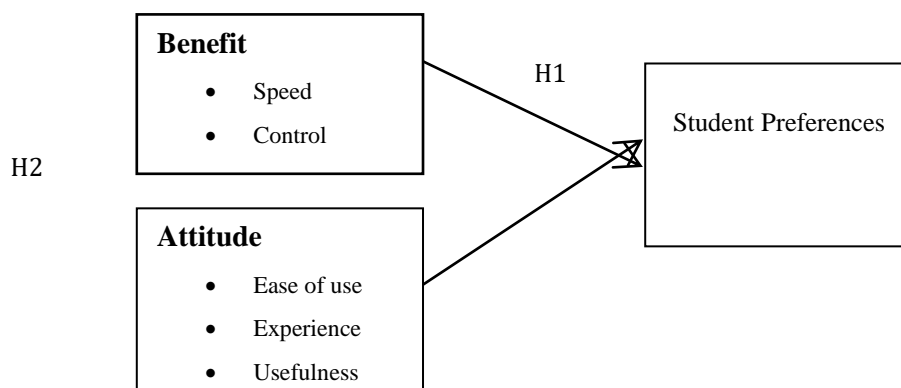 Benefit
• Speed
• Control
H1
Student Preferences
H2
Attitude
• Ease of use
• Experience
• Usefulness